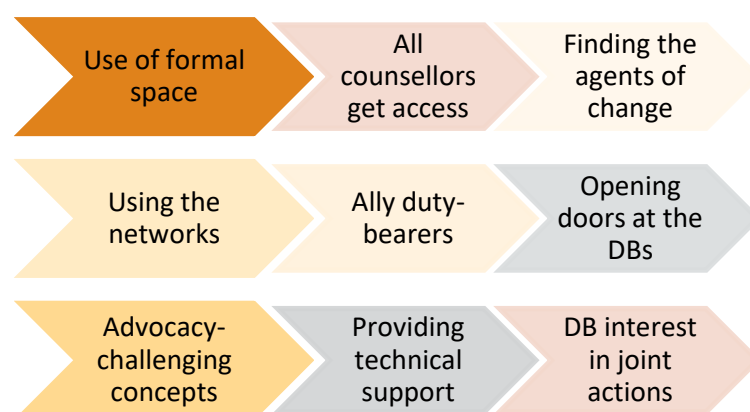 Use of formal
space
All
counsellors
get access
Finding the
agents of
change
Using the
networks
Ally duty-
bearers
Opening
doors at the
DBs
Advocacy-
challenging
concepts
Providing
technical
support
DB interest
in joint
actions